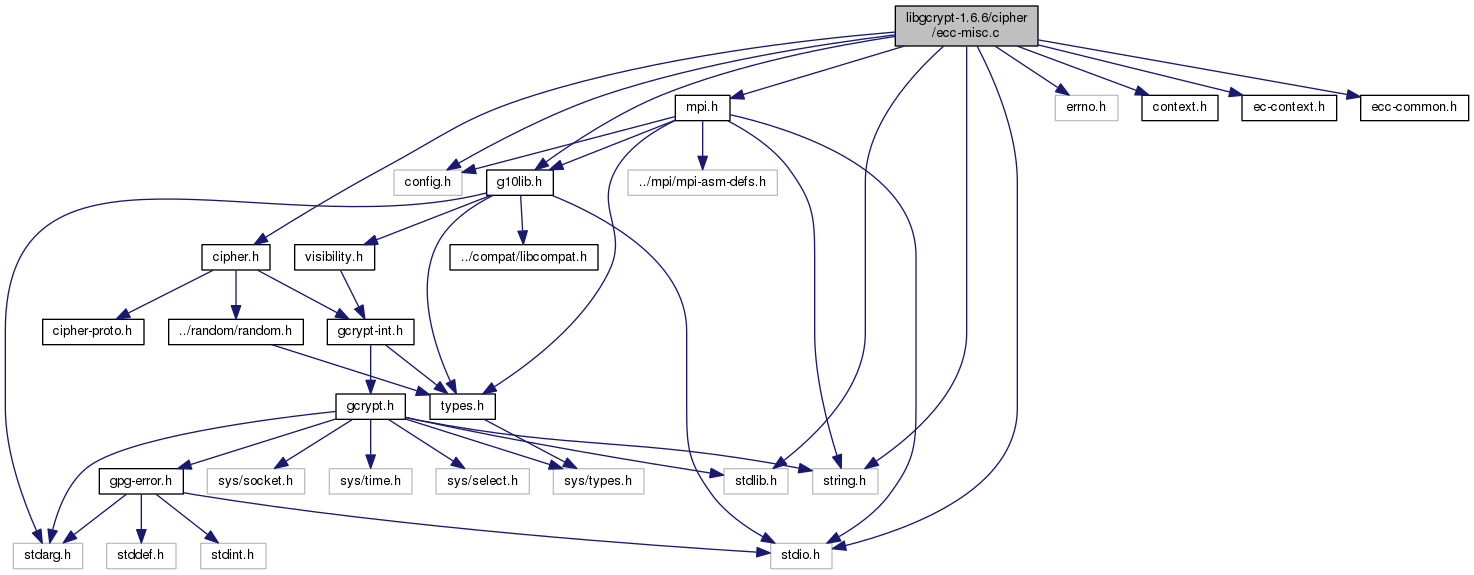 libgcrypt-1.6.6/cipher
/ecc-misc.c
mpi.h
errno.h
context.h
ec-context.h
ecc-common.h
config.h
g10lib.h
../mpi/mpi-asm-defs.h
cipher.h
visibility.h
../compat/libcompat.h
cipher-proto.h
../random/random.h
gcrypt-int.h
gcrypt.h
types.h
gpg-error.h
sys/socket.h
sys/time.h
sys/select.h
sys/types.h
stdlib.h
string.h
stdarg.h
stddef.h
stdint.h
stdio.h